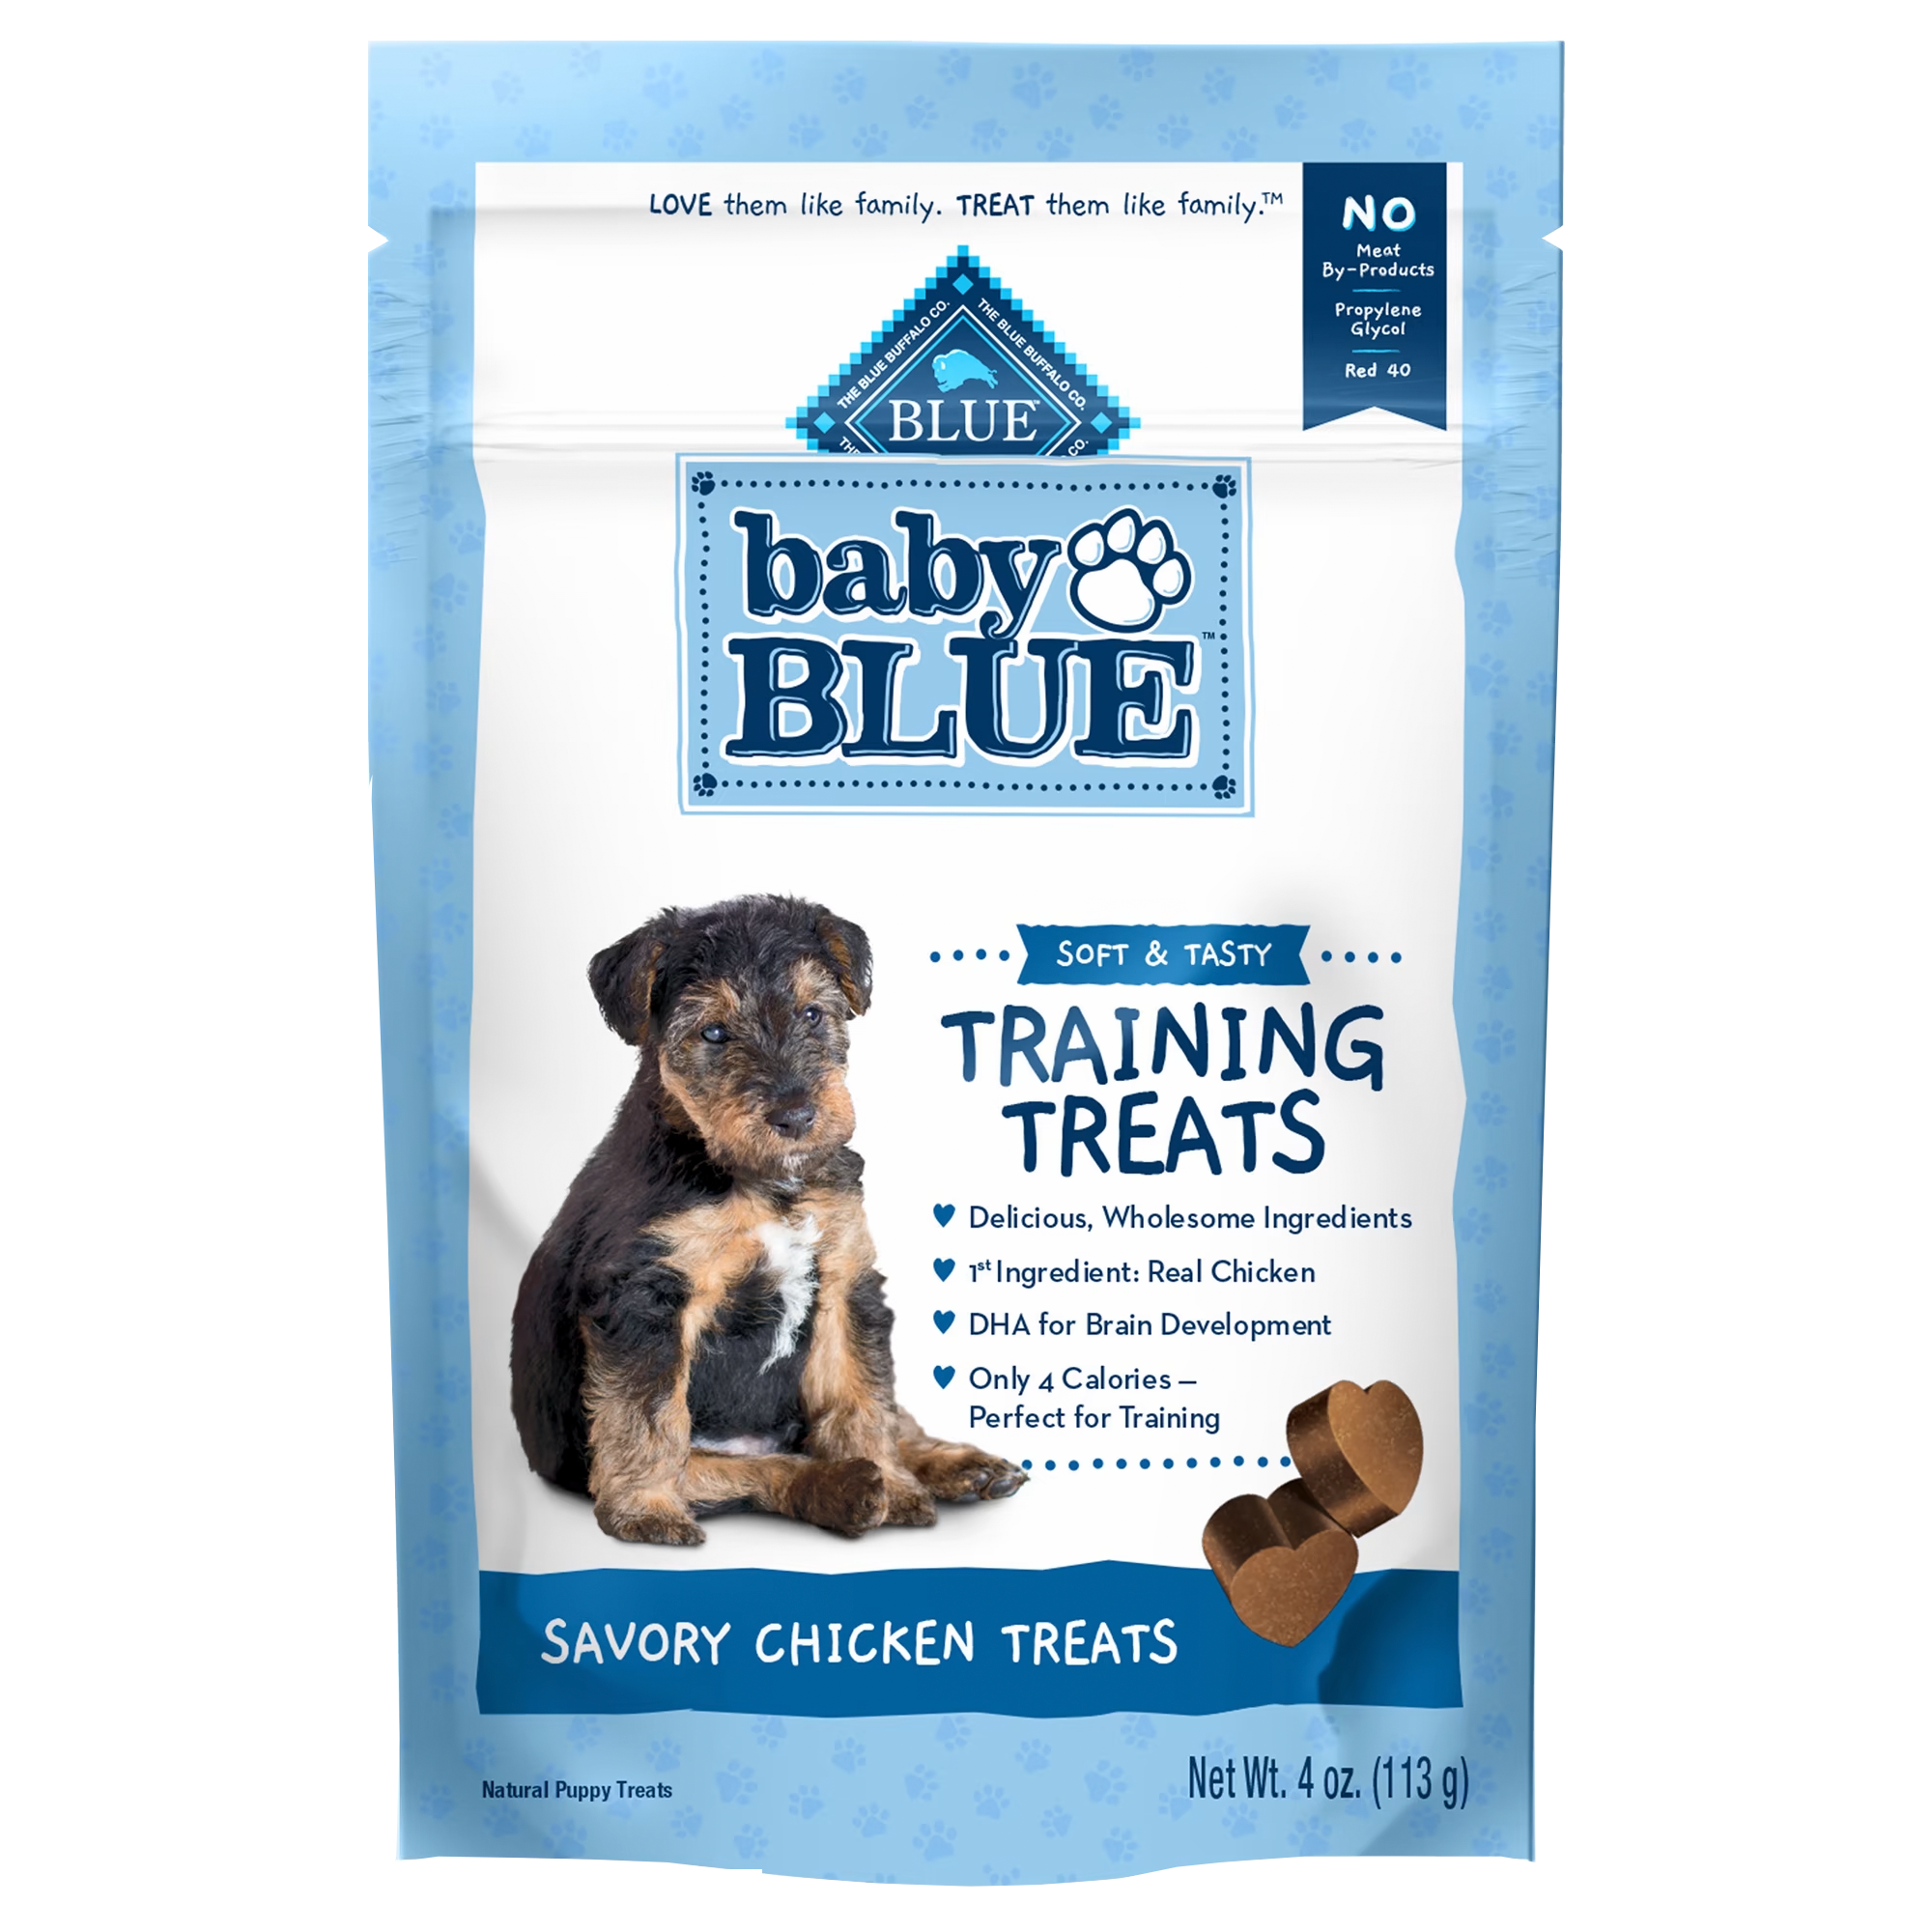 LOVE them like family. TREAT them like family.™
NO
Meat
By-Products
Propylene
Glycol
Red 40
THE BLUE BUFFALO CO.
THE BLUE BUFFALO CO.
BLUE™
THE
CO.
baby
BLUE™
SOFT & TASTY
TRAINING
TREATS
Delicious, Wholesome Ingredients
1st Ingredient: Real Chicken
DHA for Brain Development
Only 4 Calories –
Perfect for Training
SAVORY CHICKEN TREATS
Natural Puppy Treats
Net Wt. 4 oz. (113 g)